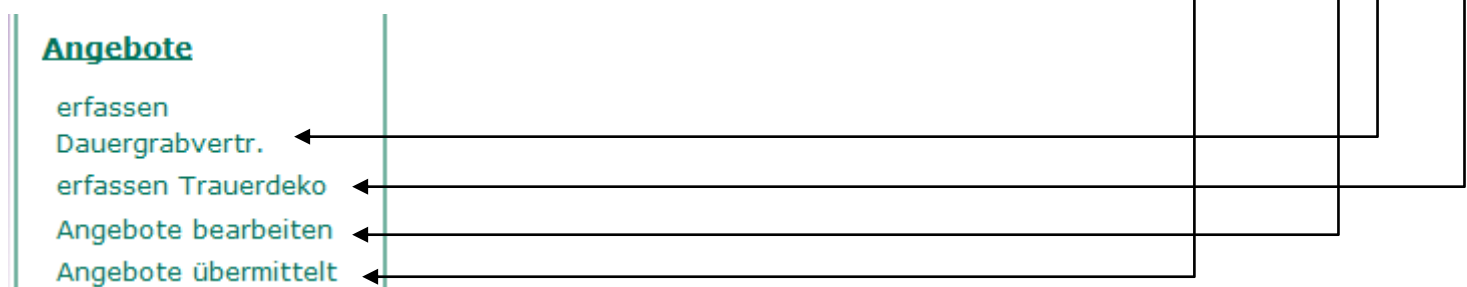 Angebote
erfassen
Dauergrabvertr.
erfassen Trauerdeko
Angebote bearbeiten
Angebote übermittelt